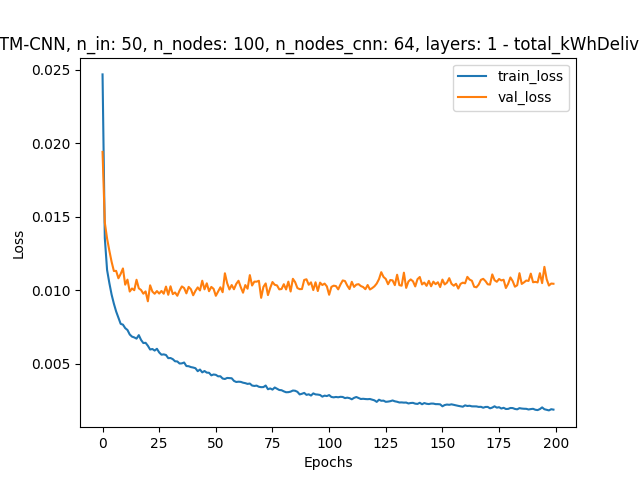 TM-CNN, n_in: 50, n_nodes: 100, n_nodes_cnn: 64, layers: 1 - total_kWhDeliv
train_loss
val_loss
0.025
0.020
0.015
0.010
0.005
Loss
0 25 50 75 100 125 150 175 200
Epochs